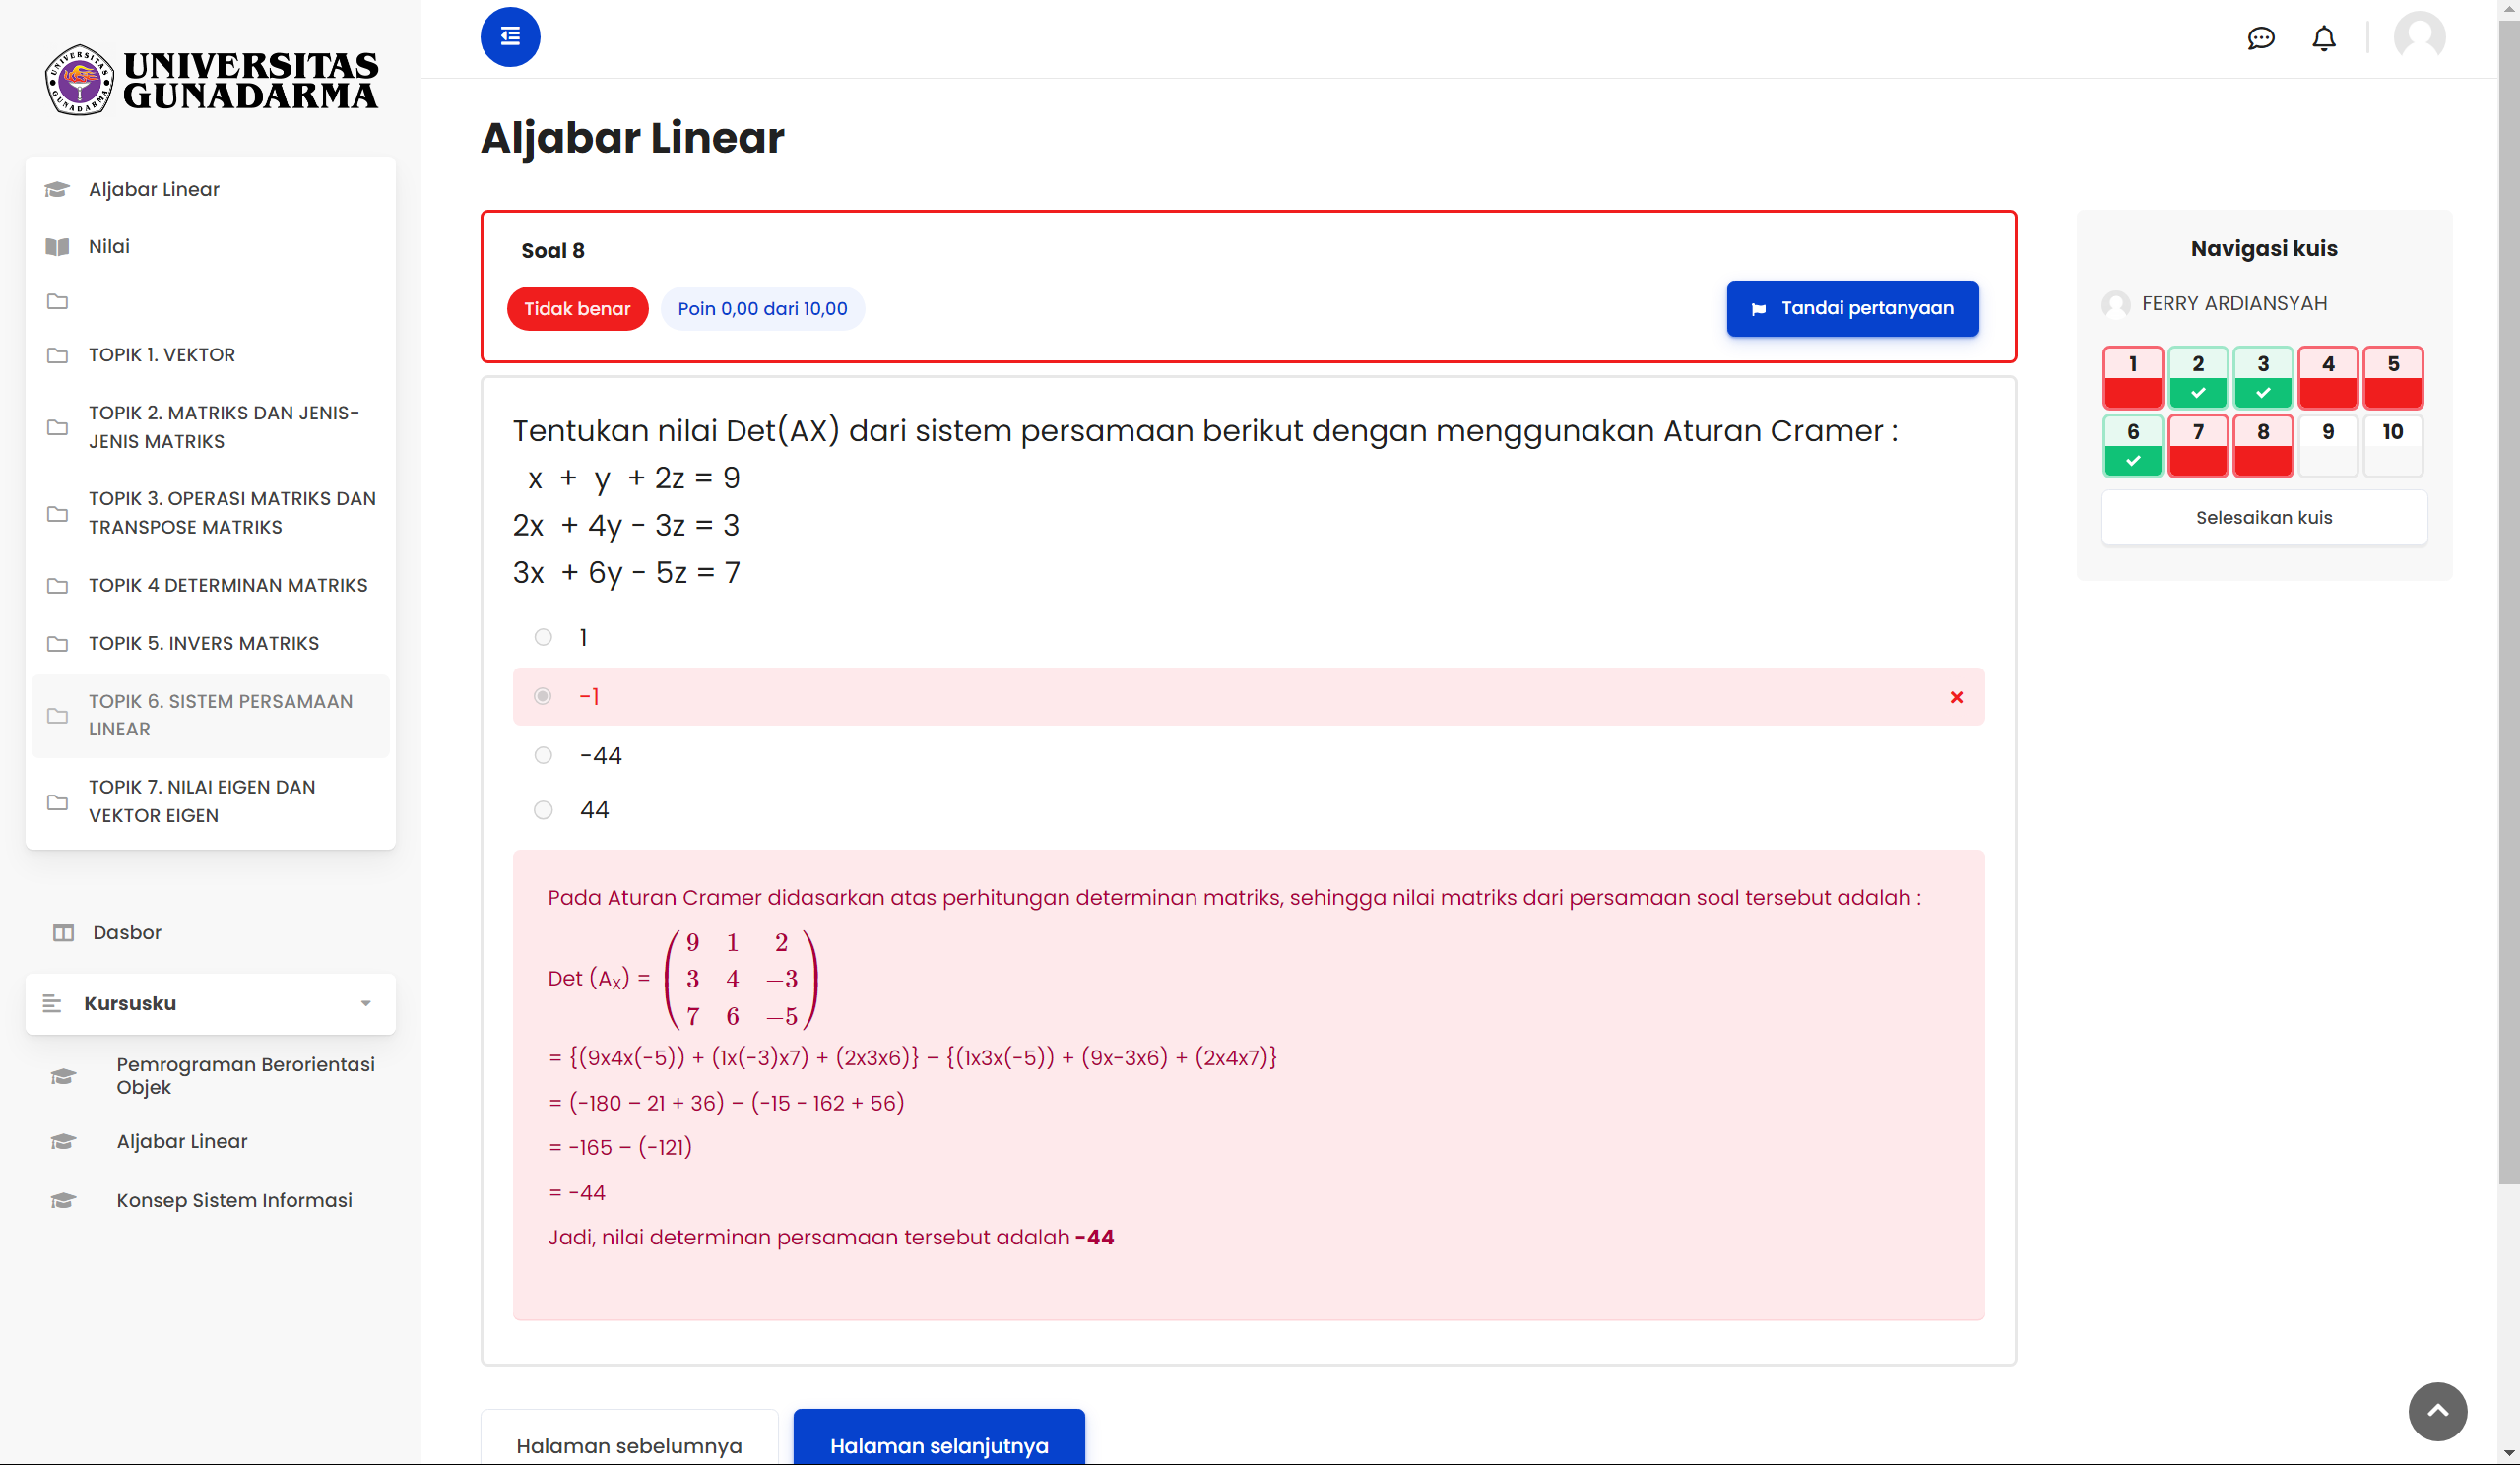 UNIVERSITAS
GUNADARMA
UNIVERSITAS
GUNADARMA
Aljabar Linear
Nilai
TOPIK 1. VEKTOR
TOPIK 2. MATRIKS DAN JENIS-
JENIS MATRIKS
TOPIK 3. OPERASI MATRIKS DAN
TRANSPOSE MATRIKS
TOPIK 4 DETERMINAN MATRIKS
TOPIK 5. INVERS MATRIKS
TOPIK 6. SISTEM PERSAMAAN
LINEAR
TOPIK 7. NILAI EIGEN DAN
VEKTOR EIGEN
Dasbor
Kursusku
Pemrograman Berorientasi
Objek
Aljabar Linear
Konsep Sistem Informasi
Aljabar Linear
Soal 8
Tidak benar
Poin 0,00 dari 10,00
Tandai pertanyaan
Tentukan nilai Det(AX) dari sistem persamaan berikut dengan menggunakan Aturan Cramer :
x + y + 2z = 9
2x + 4y - 3z = 3
3x + 6y - 5z = 7
1
-1
-44
44
Pada Aturan Cramer didasarkan atas perhitungan determinan matriks, sehingga nilai matriks dari persamaan soal tersebut adalah :
9 1 2
Det (AX) = 3 4 −3
7 6 −5
= {(9x4x(-5)) + (1x(-3)x7) + (2x3x6)} – {(1x3x(-5)) + (9x-3x6) + (2x4x7)}
= (-180 – 21 + 36) – (-15 - 162 + 56)
= -165 – (-121)
= -44
Jadi, nilai determinan persamaan tersebut adalah -44
Halaman sebelumnya
Halaman selanjutnya
Navigasi kuis
FERRY ARDIANSYAH
1 2 3 4 5
6 7 8 9 10
Selesaikan kuis